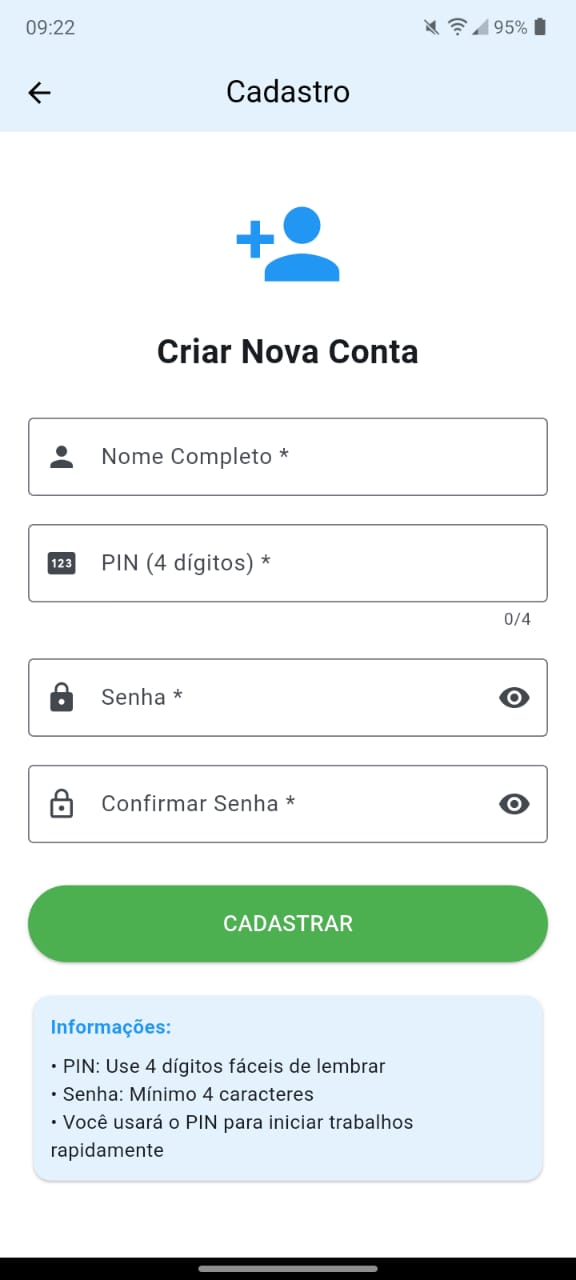 09:22
95%
Cadastro
Criar Nova Conta
Nome Completo *
123
PIN (4 dígitos) *
0/4
Senha *
Confirmar Senha *
CADASTRAR
Informações:
• PIN: Use 4 dígitos fáceis de lembrar
• Senha: Mínimo 4 caracteres
• Você usará o PIN para iniciar trabalhos
rapidamente